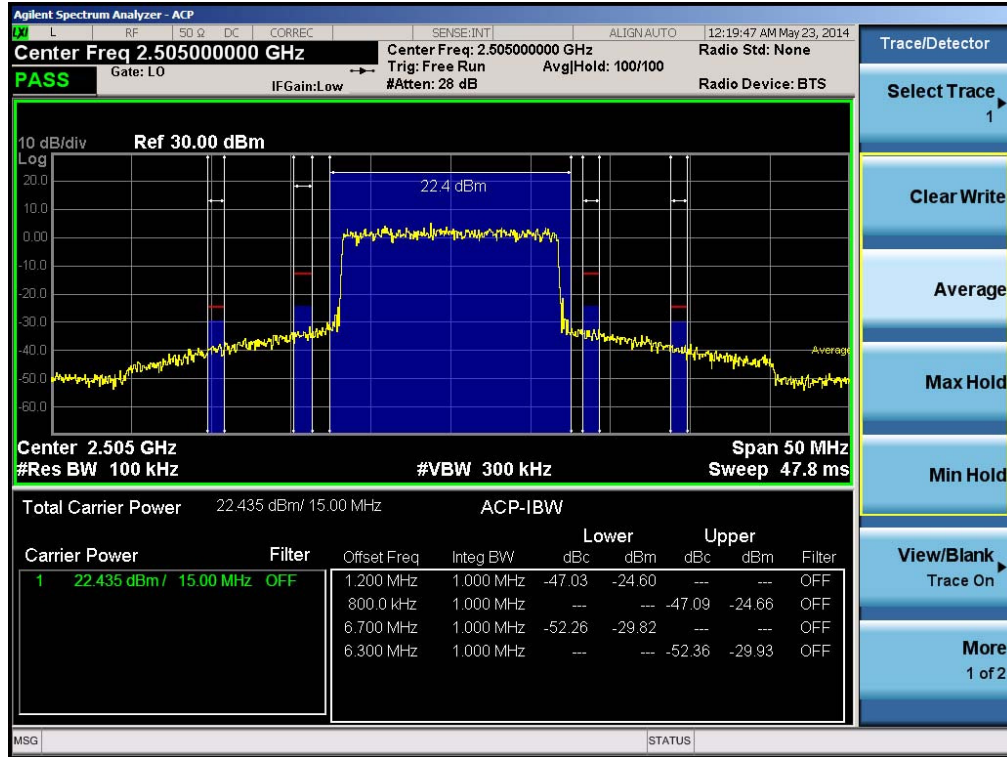 Agilent Spectrum Analyzer - ACP
LXI L RF 50 Ω DC CORREC SENSE:INT ALIGN AUTO 12:19:47 AM May 23, 2014
Center Freq 2.505000000 GHz Center Freq: 2.505000000 GHz Radio Std: None
Gate: LO Trig: Free Run Avg|Hold: 100/100
PASS IFGain:Low #Atten: 28 dB Radio Device: BTS
10 dB/div Ref 30.00 dBm
Log
20.0
22.4 dBm
10.0
0.00
-10.0
-20.0
-30.0
-40.0
Average
-50.0
-60.0
Center 2.505 GHz Span 50 MHz
#Res BW 100 kHz #VBW 300 kHz Sweep 47.8 ms
Total Carrier Power 22.435 dBm/ 15.00 MHz ACP-IBW
Lower Upper
Carrier Power Filter Offset Freq Integ BW dBc dBm dBc dBm Filter
1 22.435 dBm / 15.00 MHz OFF 1.200 MHz 1.000 MHz -47.03 -24.60 --- --- OFF
800.0 kHz 1.000 MHz --- --- -47.09 -24.66 OFF
6.700 MHz 1.000 MHz -52.26 -29.82 --- --- OFF
6.300 MHz 1.000 MHz --- --- -52.36 -29.93 OFF
MSG STATUS
Trace/Detector
Select Trace
1
Clear Write
Average
Max Hold
Min Hold
View/Blank
Trace On
More
1 of 2